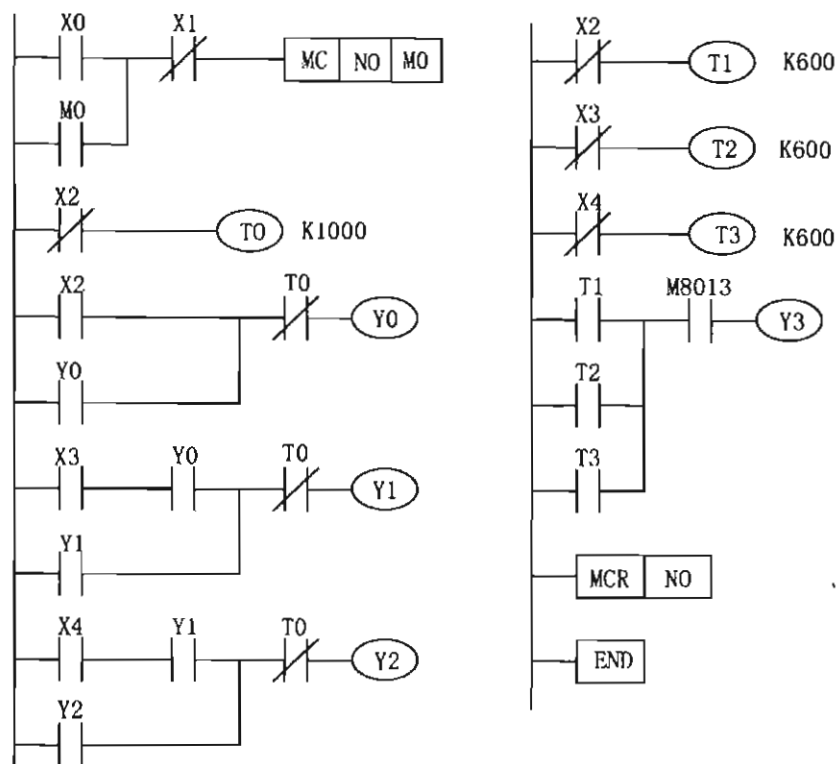 X0 X1
MC N0 M0
M0
X2
T0 K1000
X2 T0
Y0
Y0
X3 Y0 T0
Y1
Y1
X4 Y1 T0
Y2
Y2
X2
T1 K600
X3
T2 K600
X4
T3 K600
T1 M8013
Y3
T2
T3
MCR N0
END